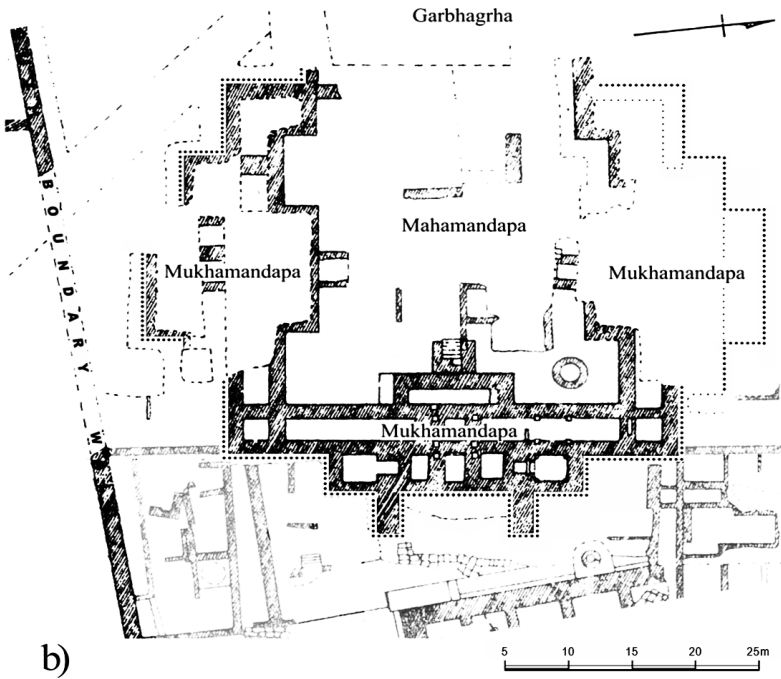 Garbhagrha
BOUNDARY W
Mahamandapa
Mukhamandapa
Mukhamandapa
Mukhamandapa
b)
5 10 15 20 25m